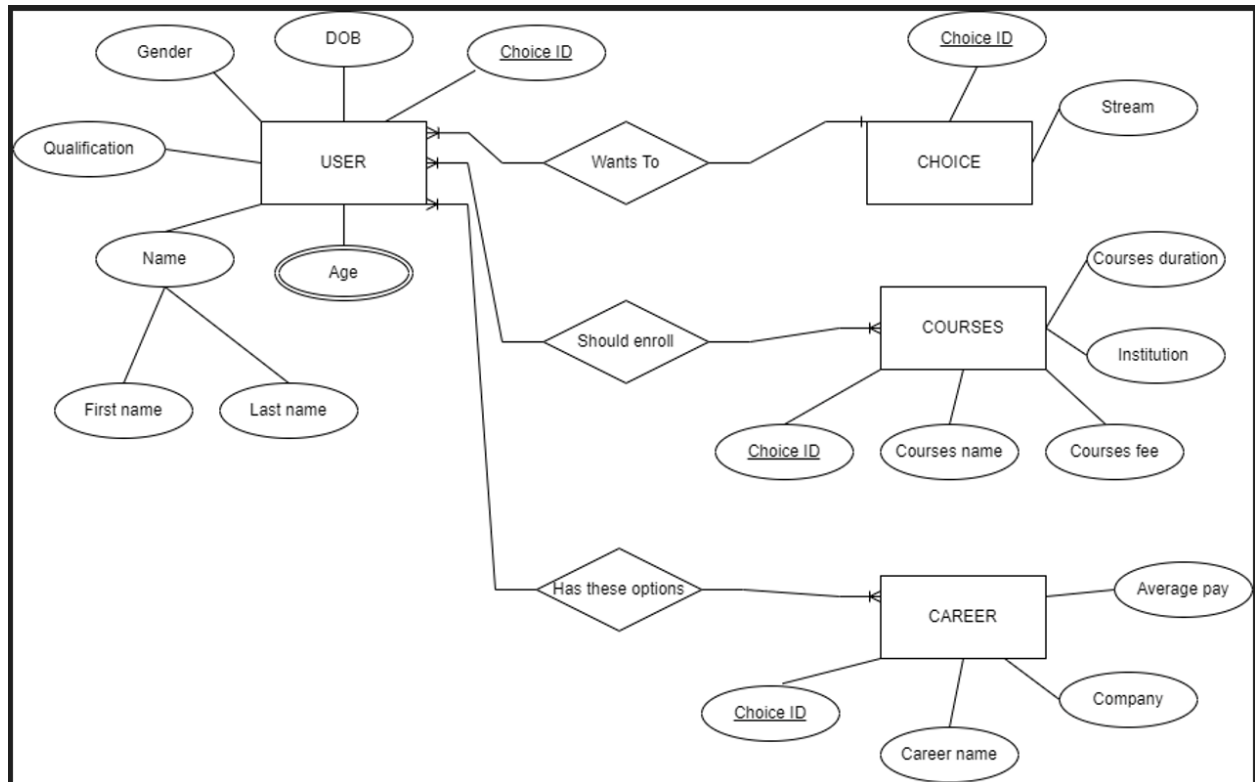 DOB
Choice ID
Gender
Choice ID
Stream
Qualification
USER
Wants To
CHOICE
Name
Age
Courses duration
COURSES
Should enroll
Institution
First name
Last name
Choice ID
Courses name
Courses fee
Has these options
Average pay
CAREER
Choice ID
Company
Career name